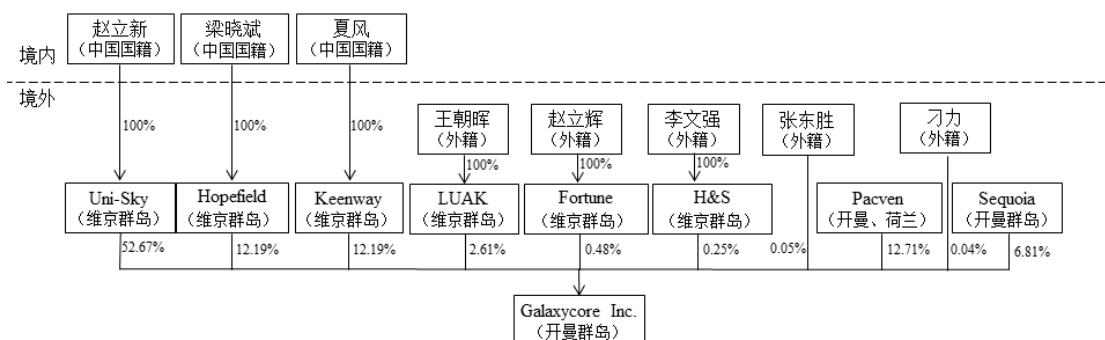 赵立新
（中国国籍）
梁晓斌
（中国国籍）
夏风
（中国国籍）
境内
境外
100%
100%
100%
王朝晖
（外籍）
赵立辉
（外籍）
李文强
（外籍）
张东胜
（外籍）
刁力
（外籍）
100%
100%
100%
Uni-Sky
（维京群岛）
Hopefield
（维京群岛）
Keenway
（维京群岛）
LUAK
（维京群岛）
Fortune
（维京群岛）
H&S
（维京群岛）
Pacven
（开曼、荷兰）
Sequoia
（开曼群岛）
52.67%
12.19%
12.19%
2.61%
0.48%
0.25%
0.05%
12.71%
0.04%
6.81%
Galaxycore Inc.
（开曼群岛）